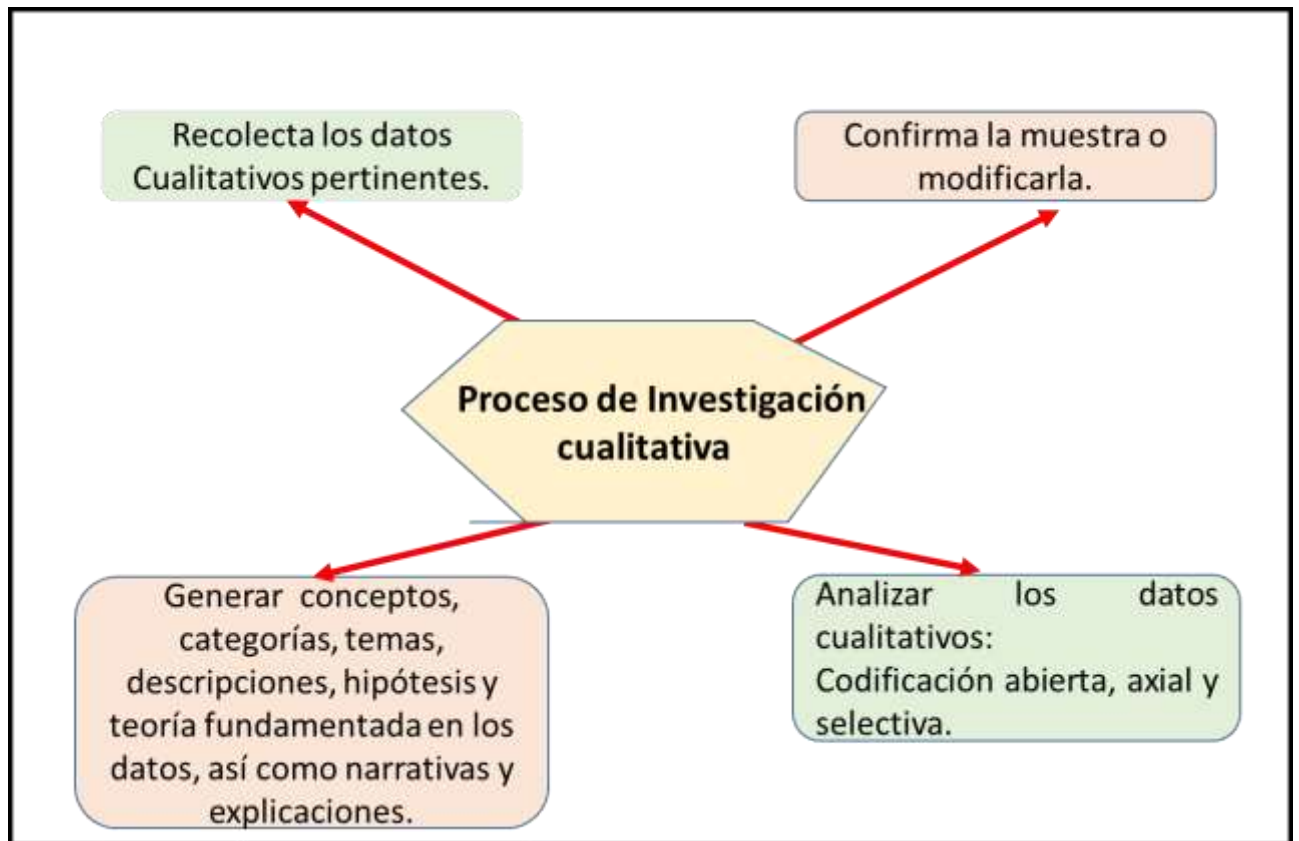 Recolecta los datos
Cualitativos pertinentes.
Confirma la muestra o
modificarla.
Proceso de Investigación
cualitativa
Generar conceptos,
categorías, temas,
descripciones, hipótesis y
teoría fundamentada en los
datos, así como narrativas y
explicaciones.
Analizar los datos
cualitativos:
Codificación abierta, axial y
selectiva.